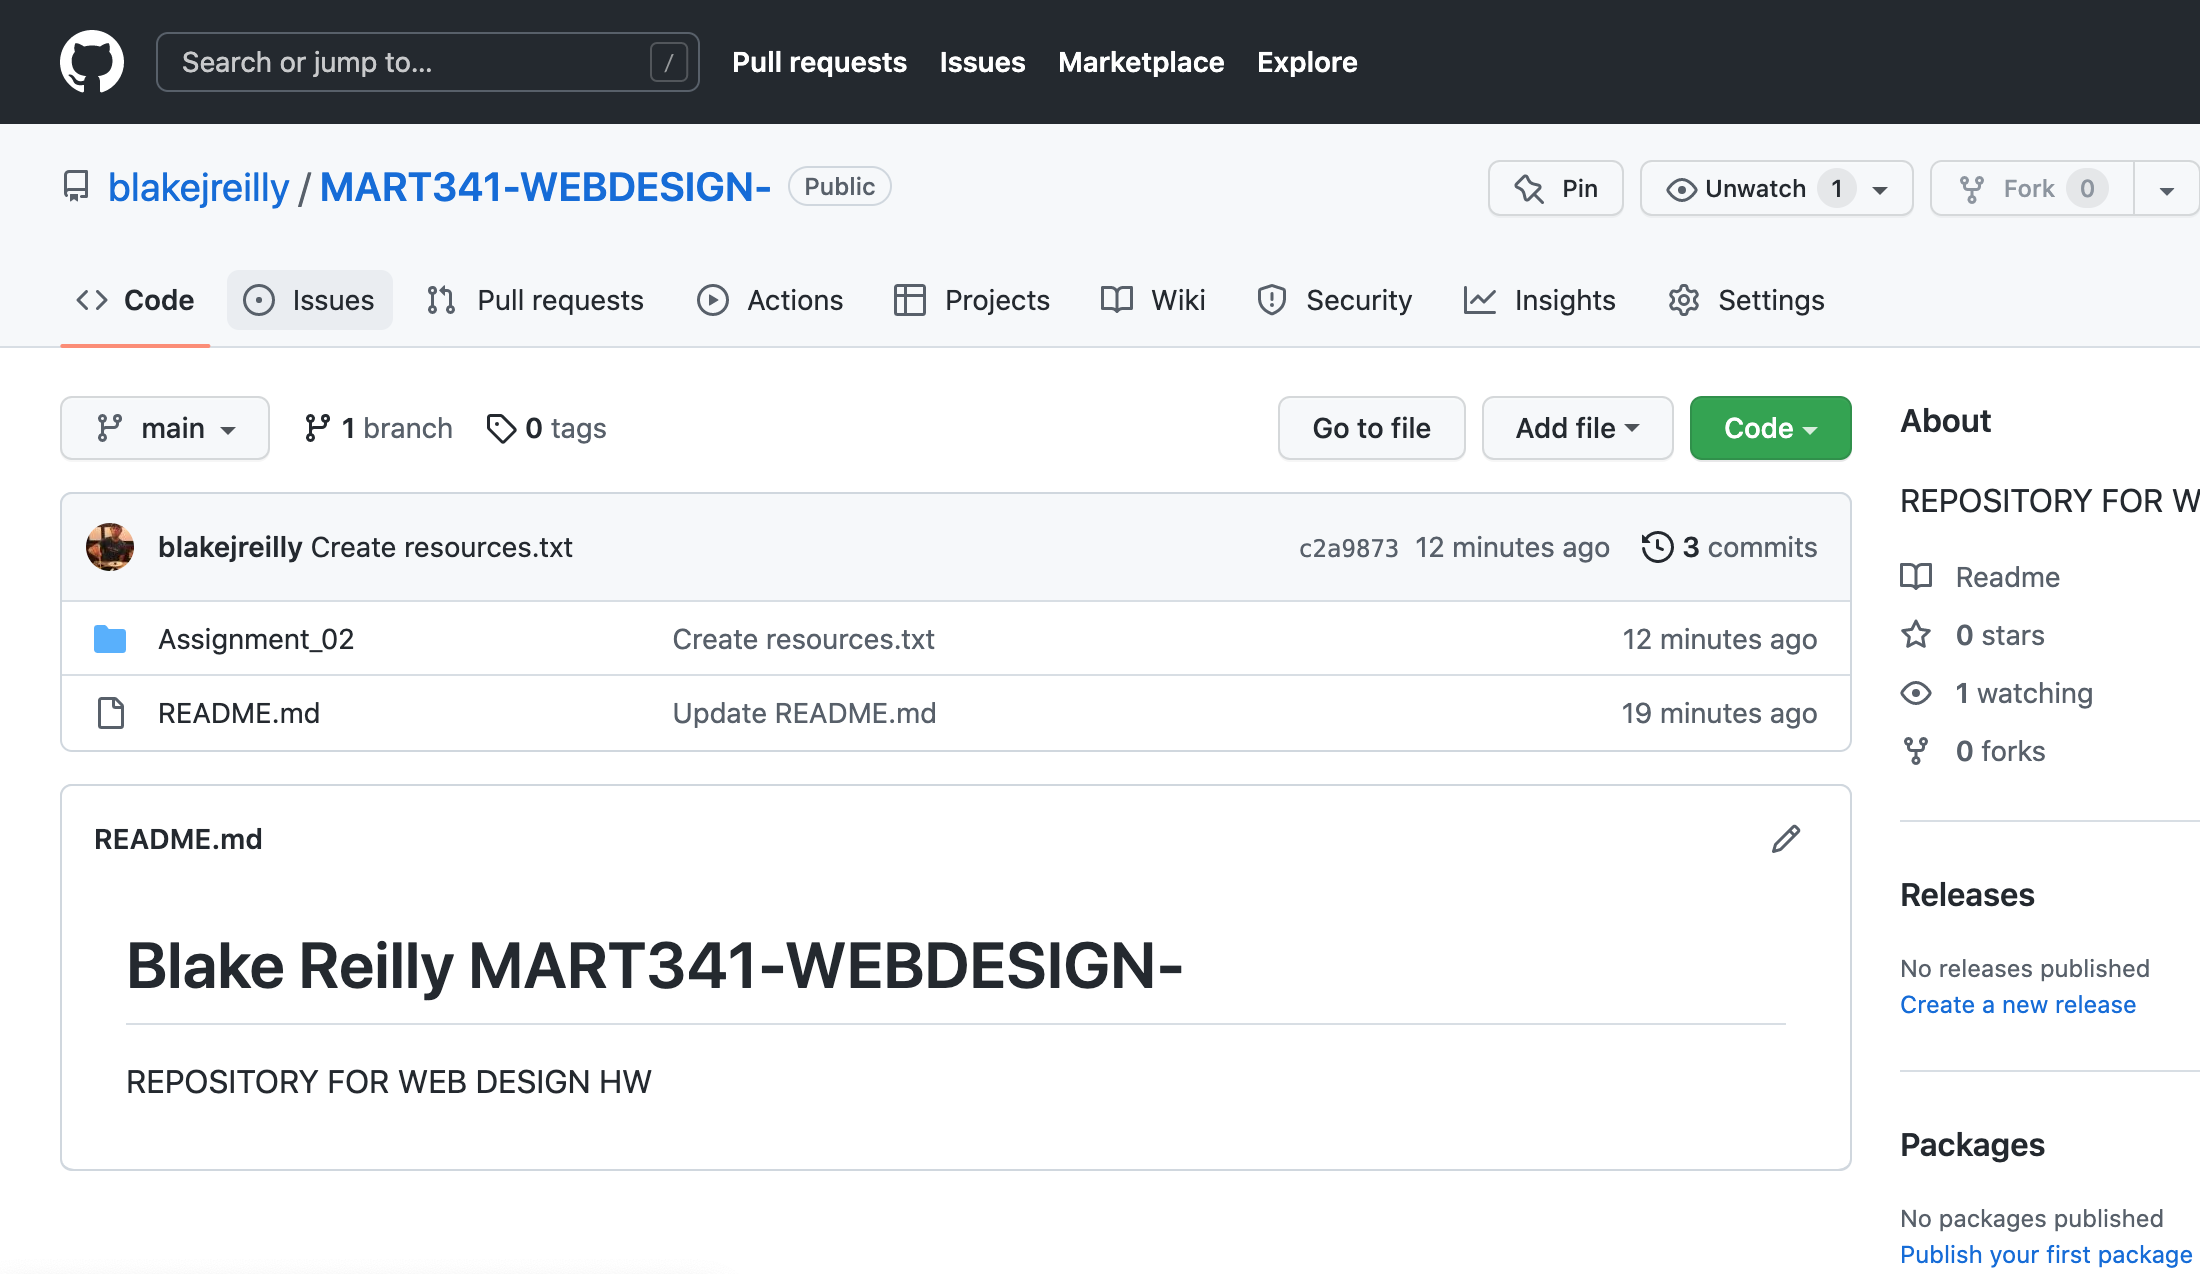 Search or jump to... /
Pull requests Issues Marketplace Explore
blakejreilly / MART341-WEBDESIGN- Public
Pin Unwatch 1 Fork 0
Code Issues Pull requests Actions Projects Wiki Security Insights Settings
main 1 branch 0 tags
Go to file Add file Code
blakejreilly Create resources.txt c2a9873 12 minutes ago 3 commits
Assignment_02 Create resources.txt 12 minutes ago
README.md Update README.md 19 minutes ago
README.md
Blake Reilly MART341-WEBDESIGN-
REPOSITORY FOR WEB DESIGN HW
About
REPOSITORY FOR W
Readme
0 stars
1 watching
0 forks
Releases
No releases published
Create a new release
Packages
No packages published
Publish your first package